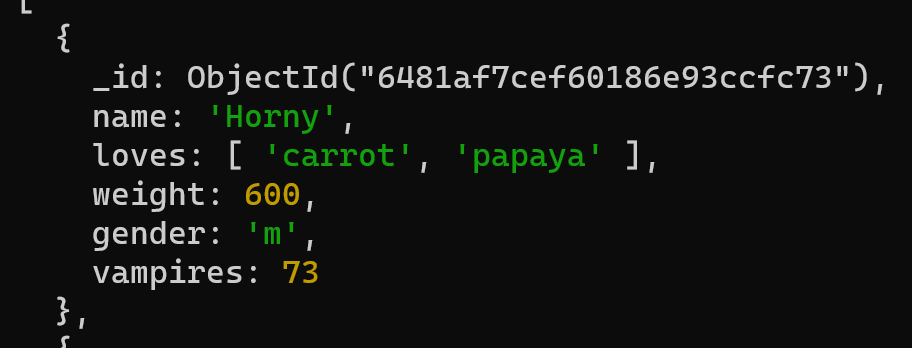 [
{
_id: ObjectId("6481af7cef60186e93ccfc73"),
name: 'Horny',
loves: [ 'carrot', 'papaya' ],
weight: 600,
gender: 'm',
vampires: 73
},
{